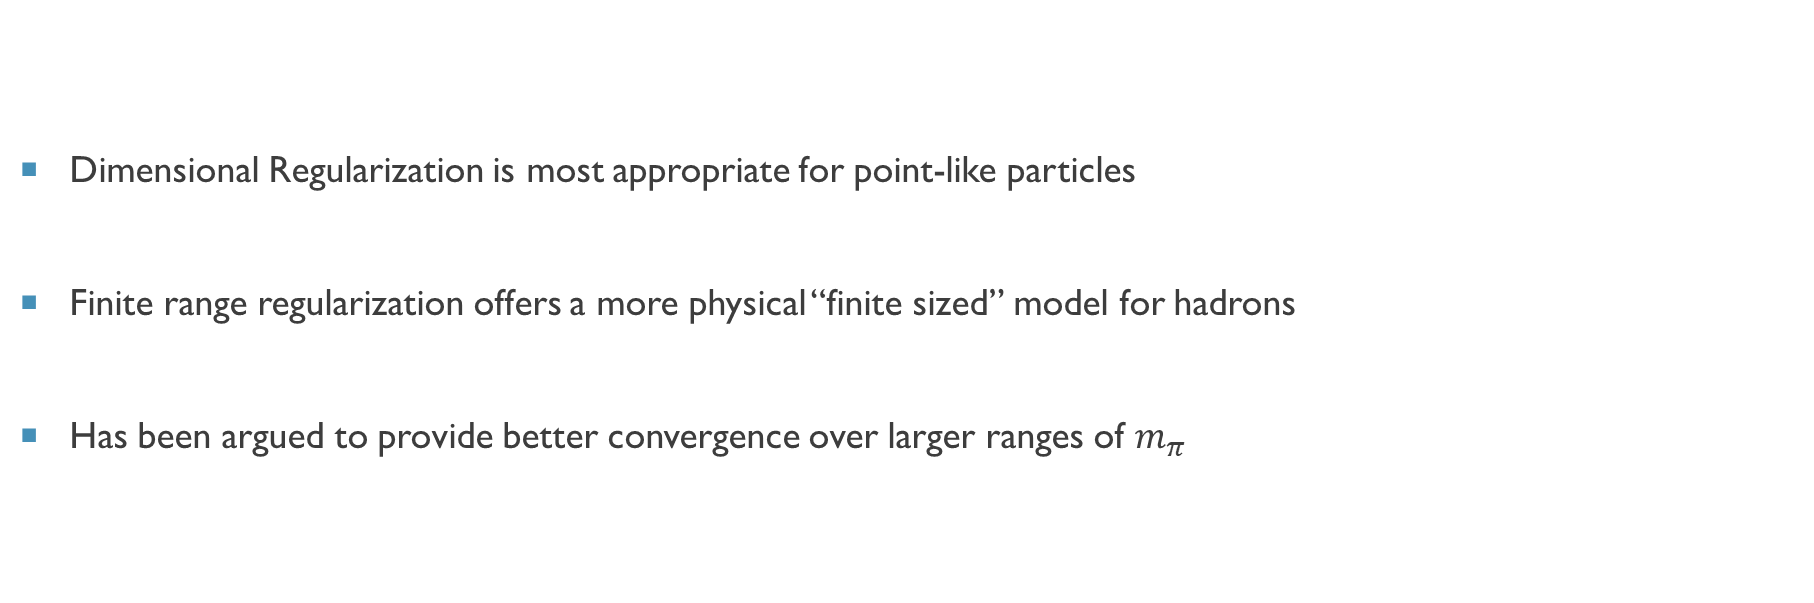 ▪ Dimensional Regularization is most appropriate for point-like particles
▪ Finite range regularization offers a more physical “finite sized” model for hadrons
▪ Has been argued to provide better convergence over larger ranges of $m_\pi$